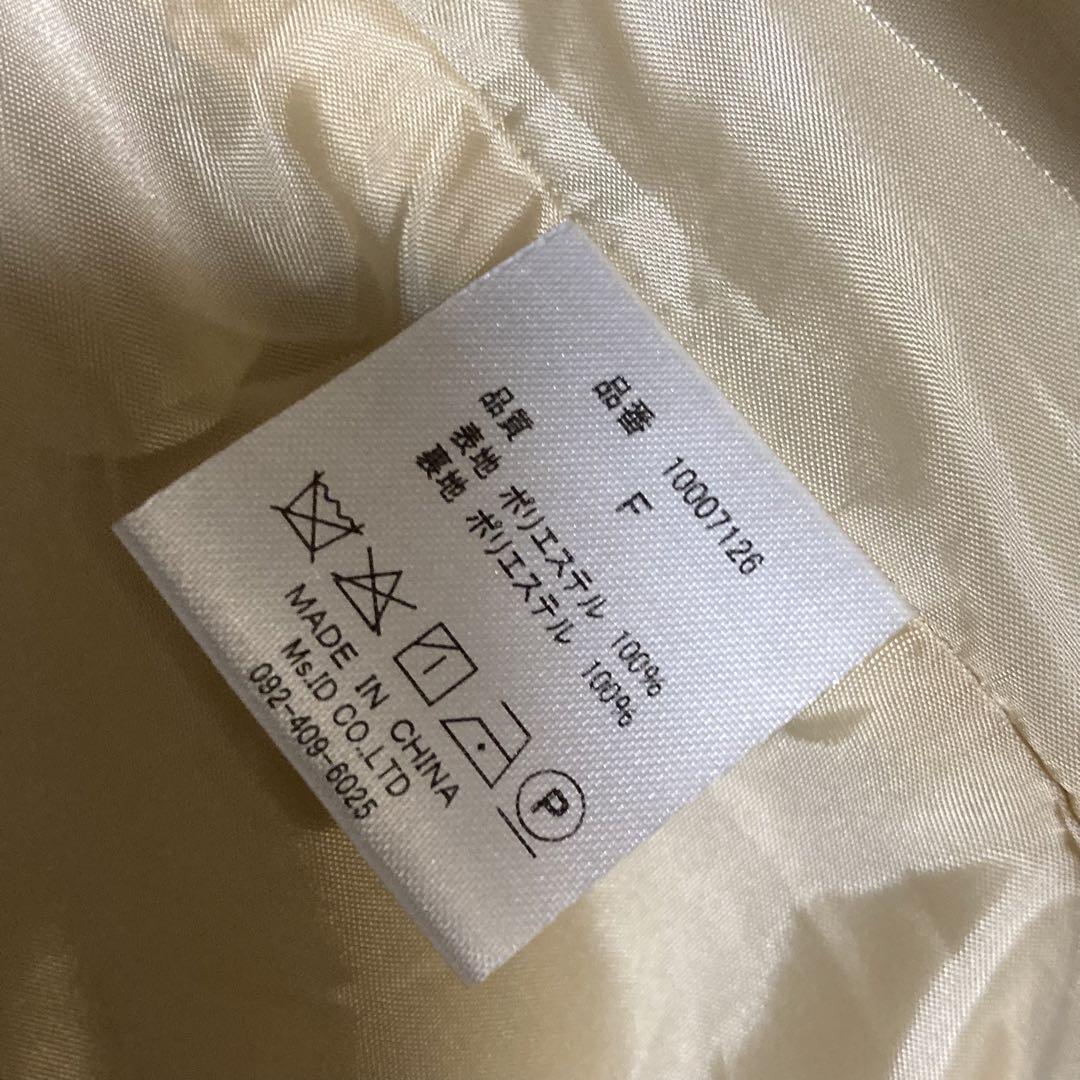 品番 10007126
F
品質
表地 ポリエステル 100%
裏地 ポリエステル 100%
P
MADE IN CHINA
Ms.ID CO.,LTD
092-409-6025